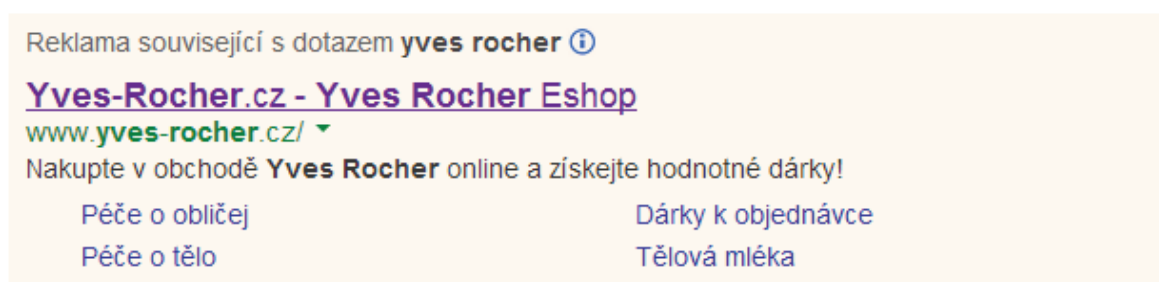 Reklama související s dotazem yves rocher
Yves-Rocher.cz - Yves Rocher Eshop
www.yves-rocher.cz/
Nakupte v obchodě Yves Rocher online a získejte hodnotné dárky!
Péče o obličej Dárky k objednávce
Péče o tělo Tělová mléka